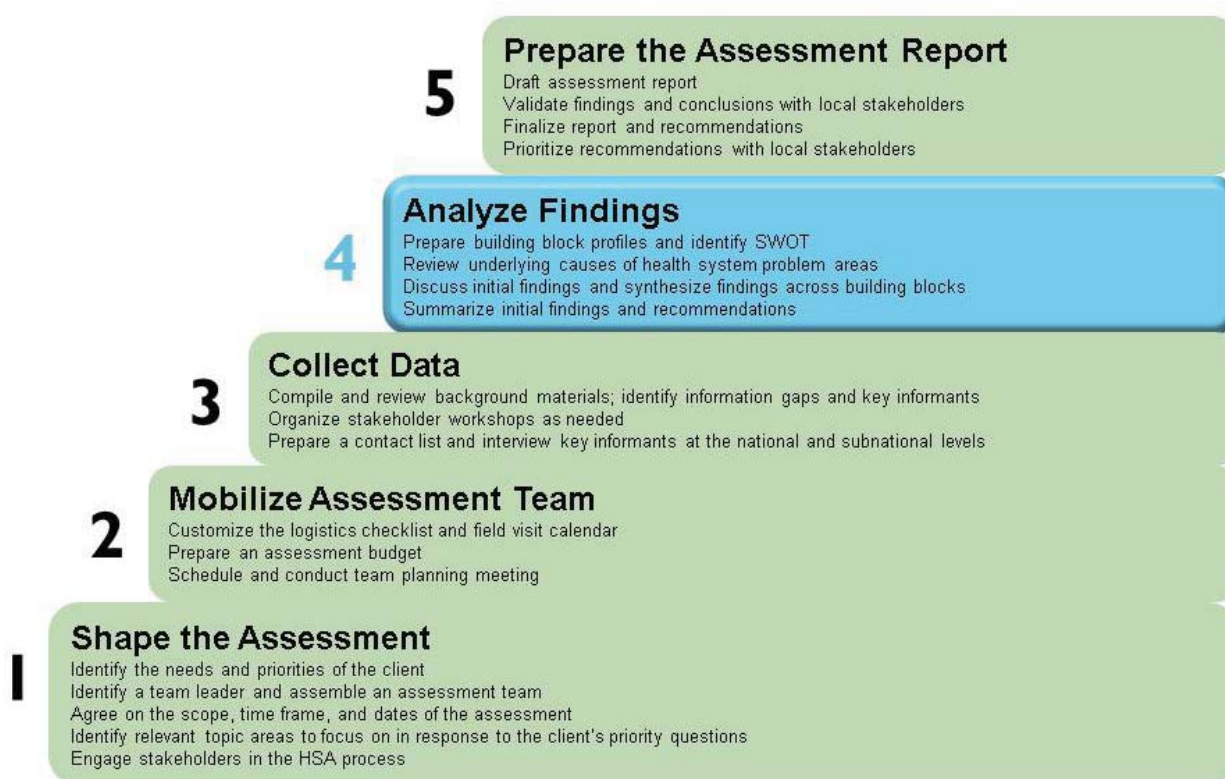 5
Prepare the Assessment Report
Draft assessment report
Validate findings and conclusions with local stakeholders
Finalize report and recommendations
Prioritize recommendations with local stakeholders
4
Analyze Findings
Prepare building block profiles and identify SWOT
Review underlying causes of health system problem areas
Discuss initial findings and synthesize findings across building blocks
Summarize initial findings and recommendations
3
Collect Data
Compile and review background materials; identify information gaps and key informants
Organize stakeholder workshops as needed
Prepare a contact list and interview key informants at the national and subnational levels
2
Mobilize Assessment Team
Customize the logistics checklist and field visit calendar
Prepare an assessment budget
Schedule and conduct team planning meeting
1
Shape the Assessment
Identify the needs and priorities of the client
Identify a team leader and assemble an assessment team
Agree on the scope, time frame, and dates of the assessment
Identify relevant topic areas to focus on in response to the client's priority questions
Engage stakeholders in the HSA process